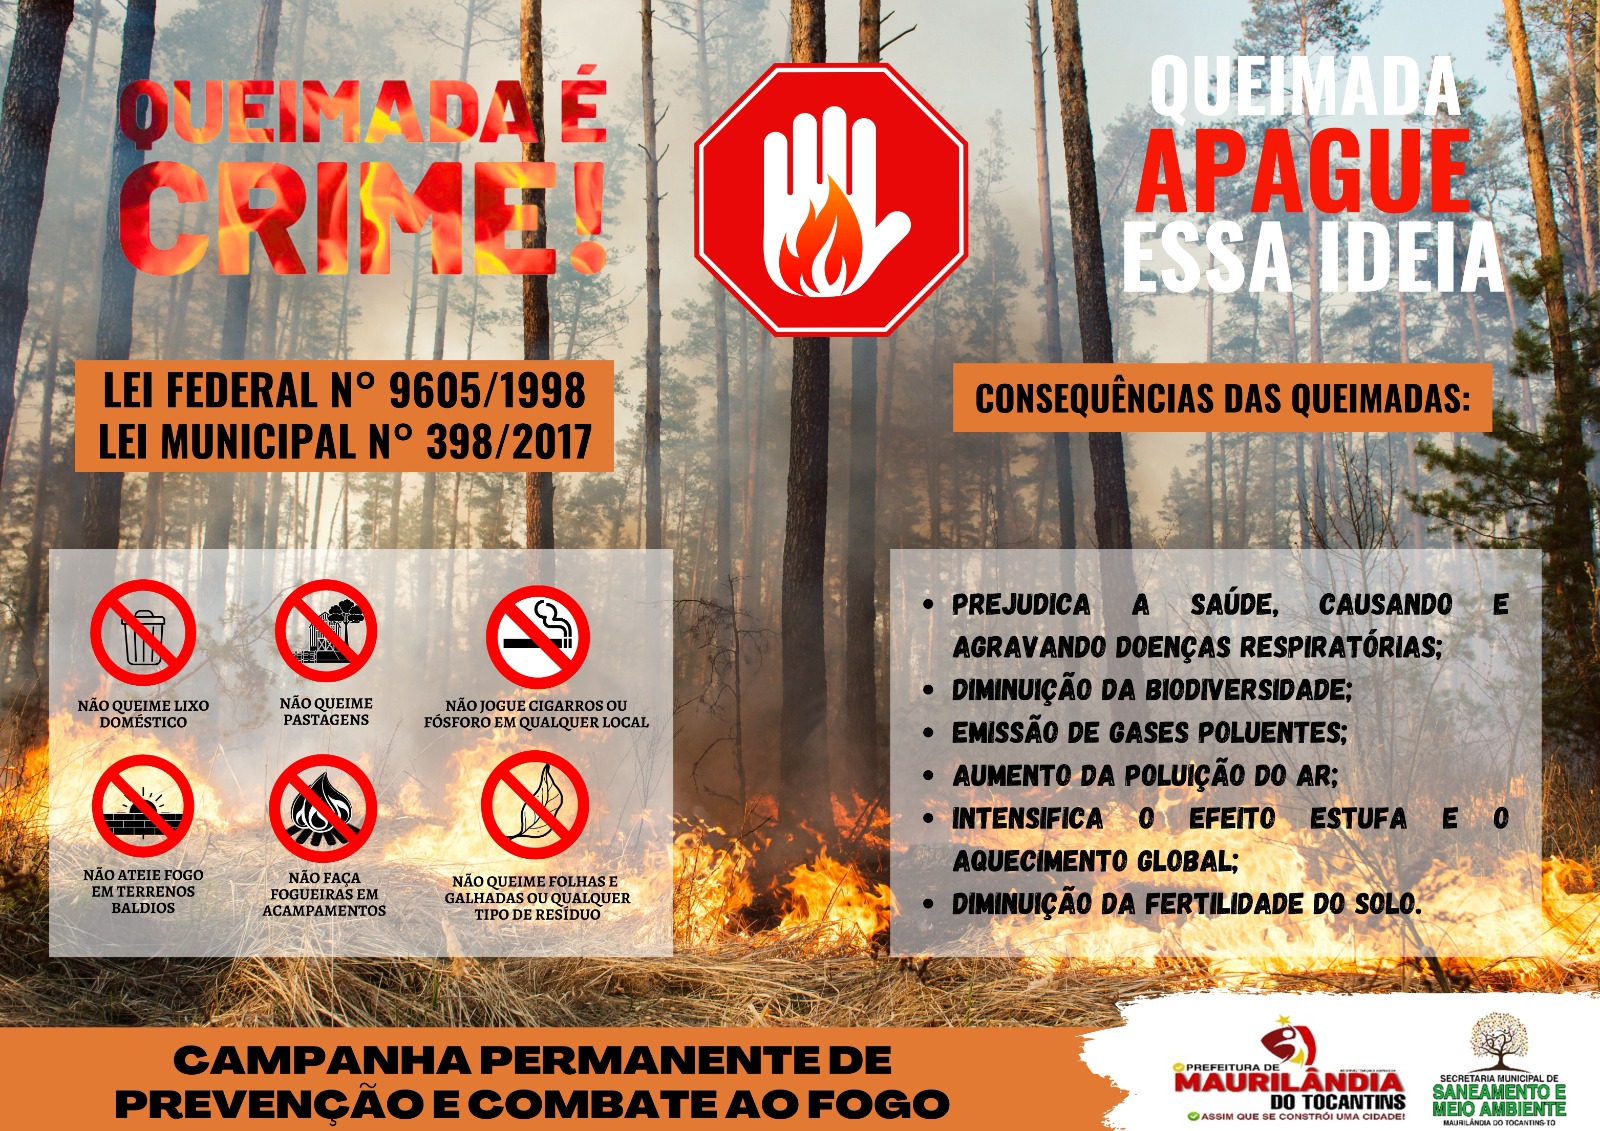 QUEIMADA É
CRIME!
QUEIMADA
APAGUE
ESSA IDEIA
LEI FEDERAL Nº 9605/1998
LEI MUNICIPAL Nº 398/2017
CONSEQUÊNCIAS DAS QUEIMADAS:
NÃO QUEIME LIXO
DOMÉSTICO
NÃO QUEIME
PASTAGENS
NÃO JOGUE CIGARROS OU
FÓSFORO EM QUALQUER LOCAL
NÃO ATEIE FOGO
EM TERRENOS
BALDIOS
NÃO FAÇA
FOGUEIRAS EM
ACAMPAMENTOS
NÃO QUEIME FOLHAS E
GALHADAS OU QUALQUER
TIPO DE RESÍDUO
• PREJUDICA A SAÚDE, CAUSANDO E
AGRAVANDO DOENÇAS RESPIRATÓRIAS;
• DIMINUIÇÃO DA BIODIVERSIDADE;
• EMISSÃO DE GASES POLUENTES;
• AUMENTO DA POLUIÇÃO DO AR;
• INTENSIFICA O EFEITO ESTUFA E O
AQUECIMENTO GLOBAL;
• DIMINUIÇÃO DA FERTILIDADE DO SOLO.
CAMPANHA PERMANENTE DE
PREVENÇÃO E COMBATE AO FOGO
PREFEITURA DE
MAURILÂNDIA
DO TOCANTINS
ASSIM QUE SE CONSTRÓI UMA CIDADE!
SECRETARIA MUNICIPAL DE
SANEAMENTO E
MEIO AMBIENTE
MAURILÂNDIA DO TOCANTINS-TO